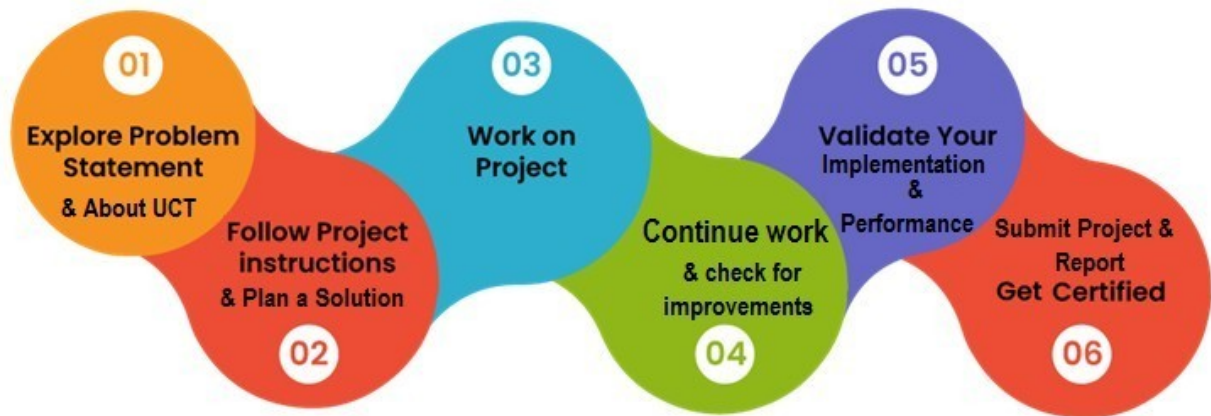 01
Explore Problem
Statement
& About UCT
Follow Project
instructions
& Plan a Solution
02
03
Work on
Project
Continue work
& check for
improvements
04
05
Validate Your
Implementation
&
Performance
Submit Project &
Report
Get Certified
06